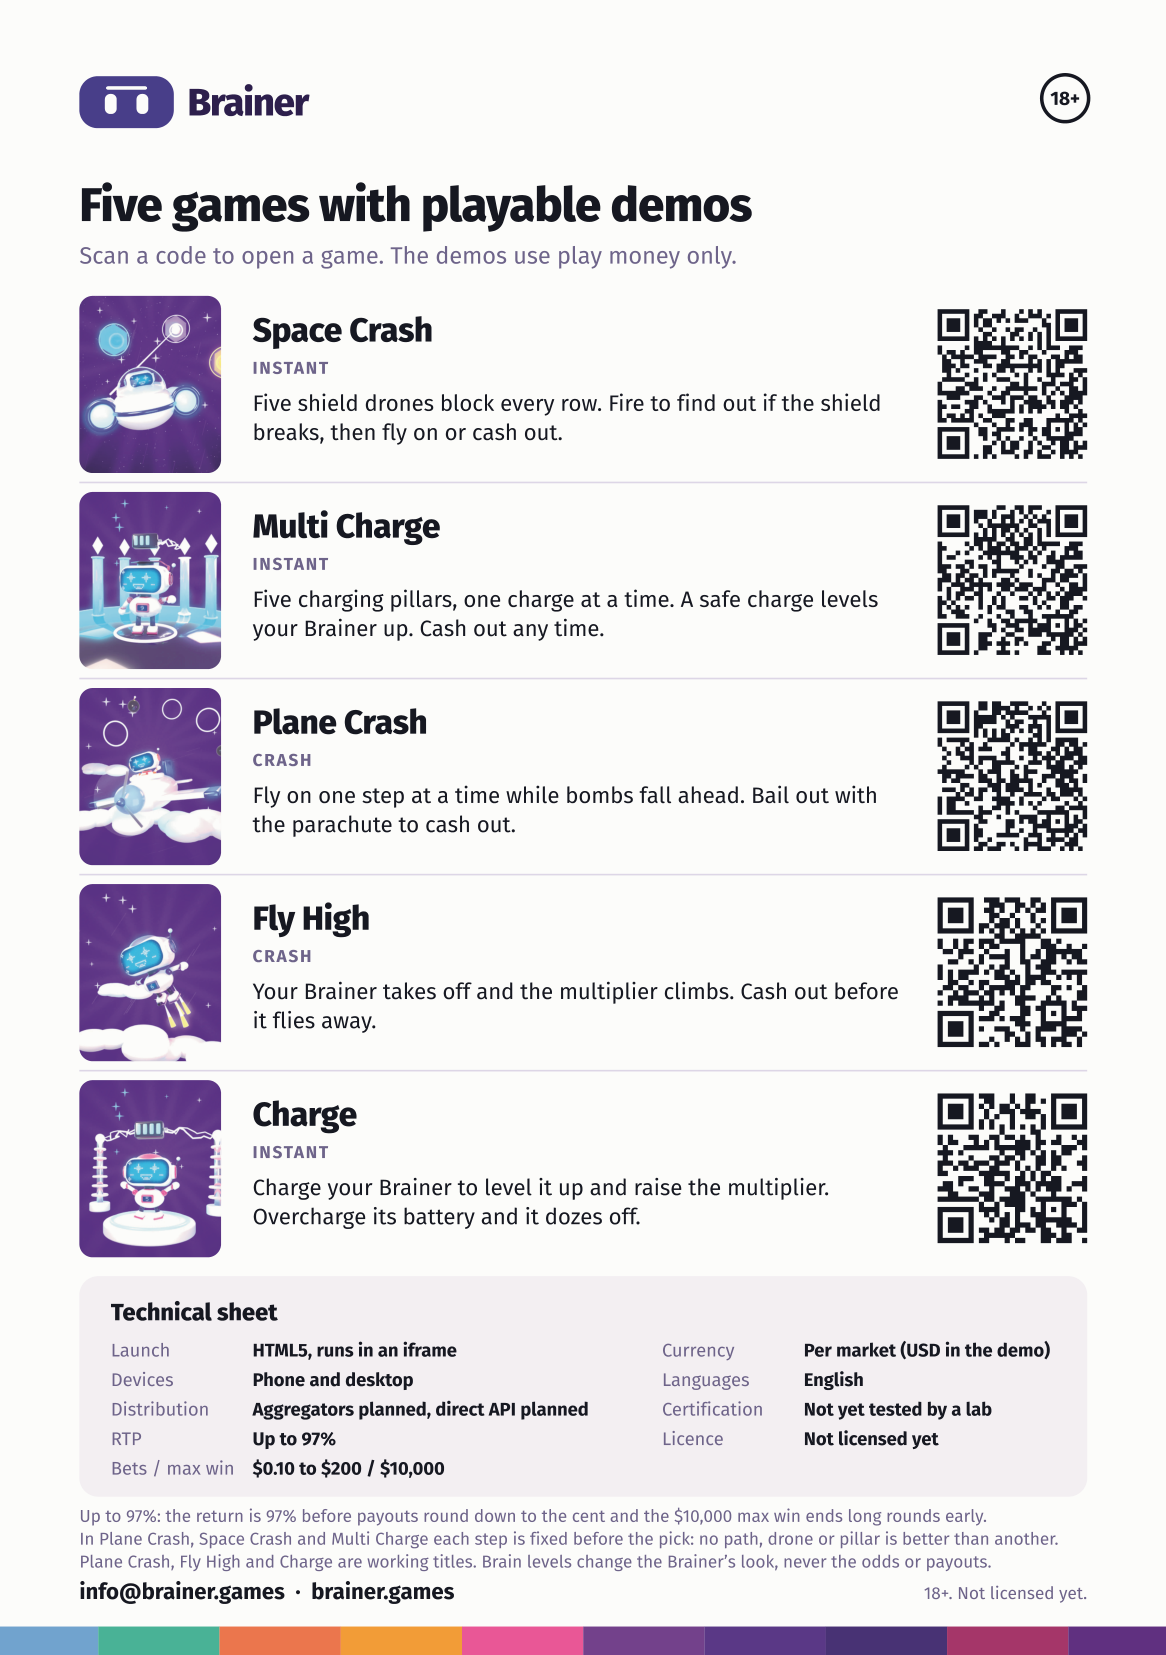 Brainer
18+
Five games with playable demos
Scan a code to open a game. The demos use play money only.
Space Crash
INSTANT
Five shield drones block every row. Fire to find out if the shield
breaks, then fly on or cash out.
Multi Charge
INSTANT
Five charging pillars, one charge at a time. A safe charge levels
your Brainer up. Cash out any time.
Plane Crash
CRASH
Fly on one step at a time while bombs fall ahead. Bail out with
the parachute to cash out.
Fly High
CRASH
Your Brainer takes off and the multiplier climbs. Cash out before
it flies away.
Charge
INSTANT
Charge your Brainer to level it up and raise the multiplier.
Overcharge its battery and it dozes off.
Technical sheet
Launch HTML5, runs in an iframe
Devices Phone and desktop
Distribution Aggregators planned, direct API planned
RTP Up to 97%
Bets / max win $0.10 to $200 / $10,000
Currency Per market (USD in the demo)
Languages English
Certification Not yet tested by a lab
Licence Not licensed yet
Up to 97%: the return is 97% before payouts round down to the cent and the $10,000 max win ends long rounds early.
In Plane Crash, Space Crash and Multi Charge each step is fixed before the pick: no path, drone or pillar is better than another.
Plane Crash, Fly High and Charge are working titles. Brain levels change the Brainer’s look, never the odds or payouts.
info@brainer.games · brainer.games
18+. Not licensed yet.